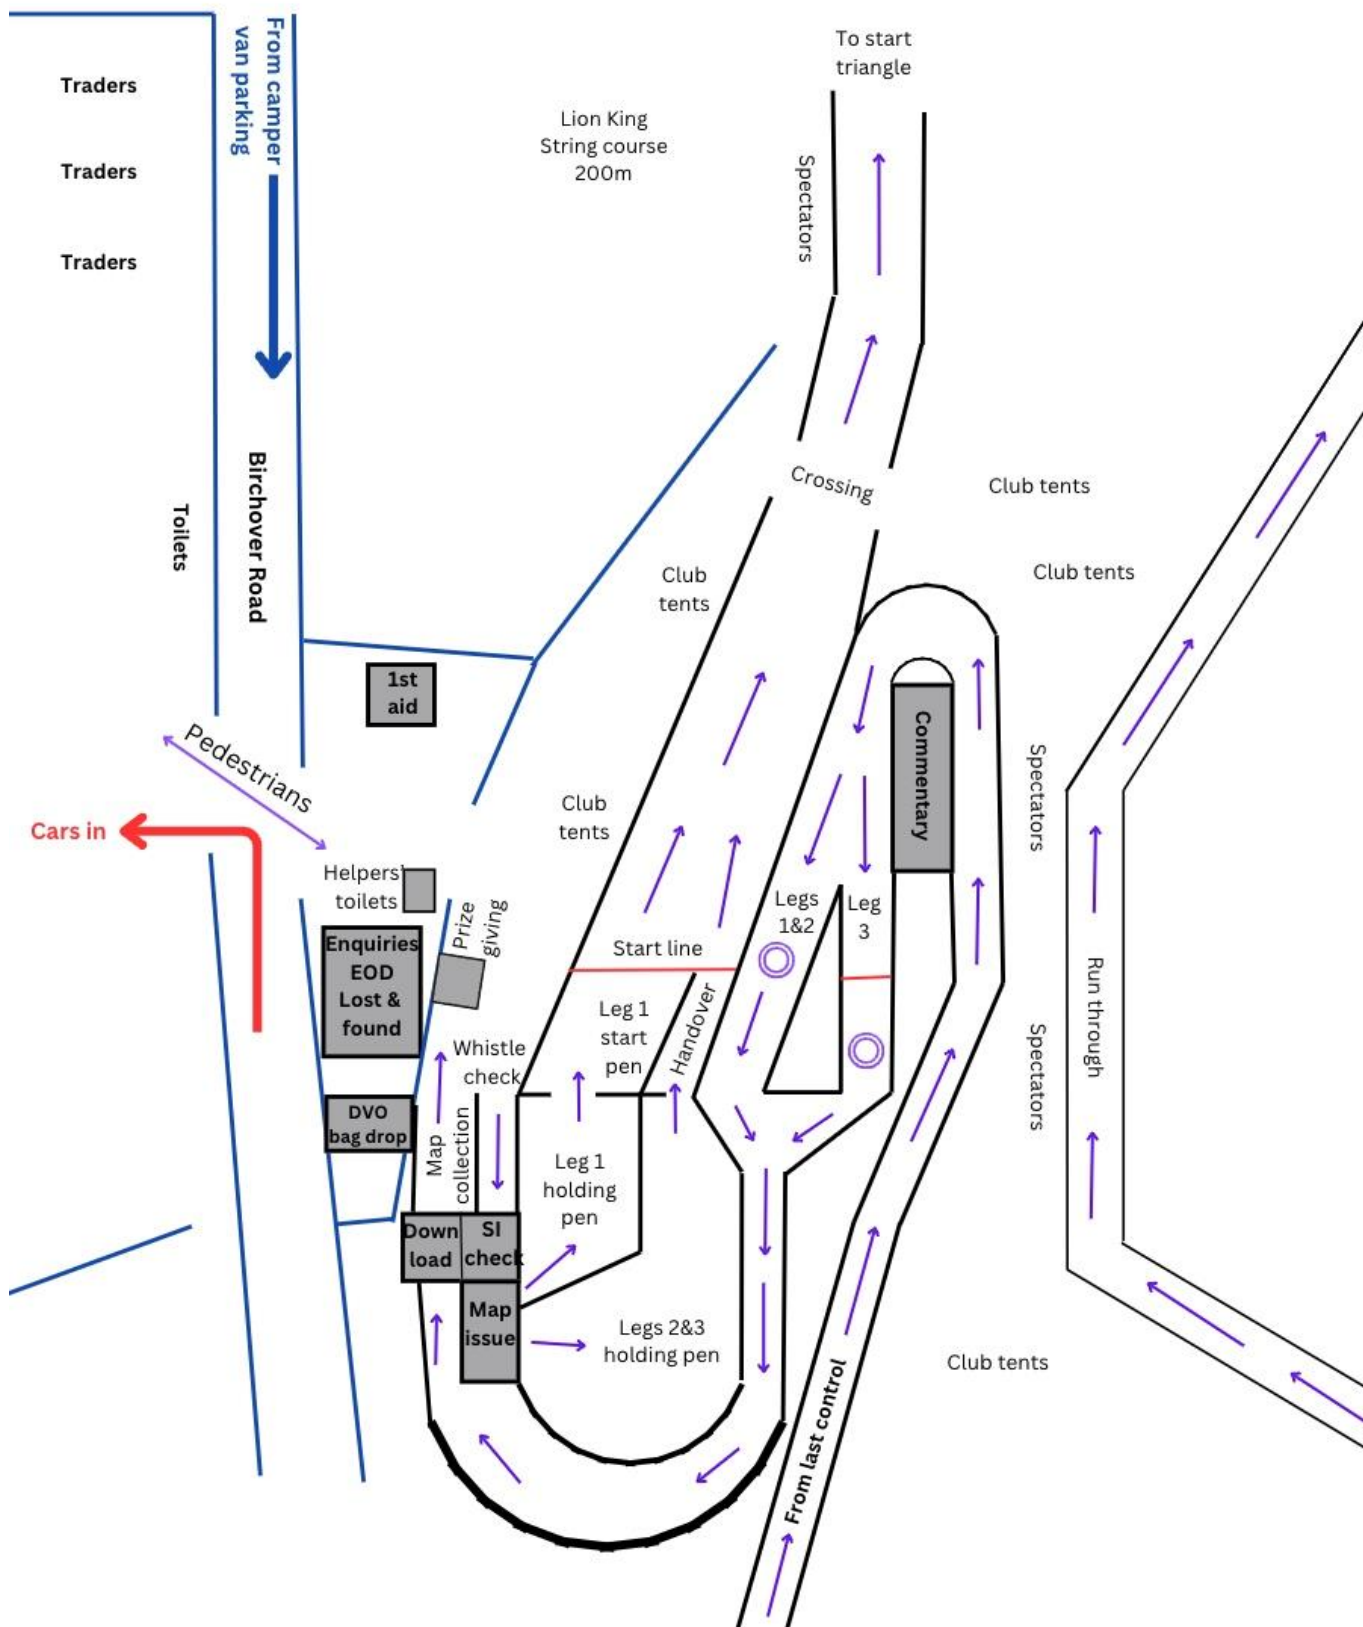 To start
triangle
From camper
van parking
Traders
Lion King
String course
200m
Traders
Spectators
Traders
Birchover Road
Crossing
Club tents
Toilets
Club tents
Club
tents
1st
aid
Commentary
Pedestrians
Spectators
Cars in
Club
tents
Helpers'
toilets
Prize
giving
Legs
1&2
Leg
3
Enquiries
EOD
Lost &
found
Start line
Run through
Leg 1
start
pen
Handover
Whistle
check
Spectators
DVO
bag drop
Map
collection
Leg 1
holding
pen
Down
load
SI
check
Map
issue
Legs 2&3
holding pen
Club tents
From last control